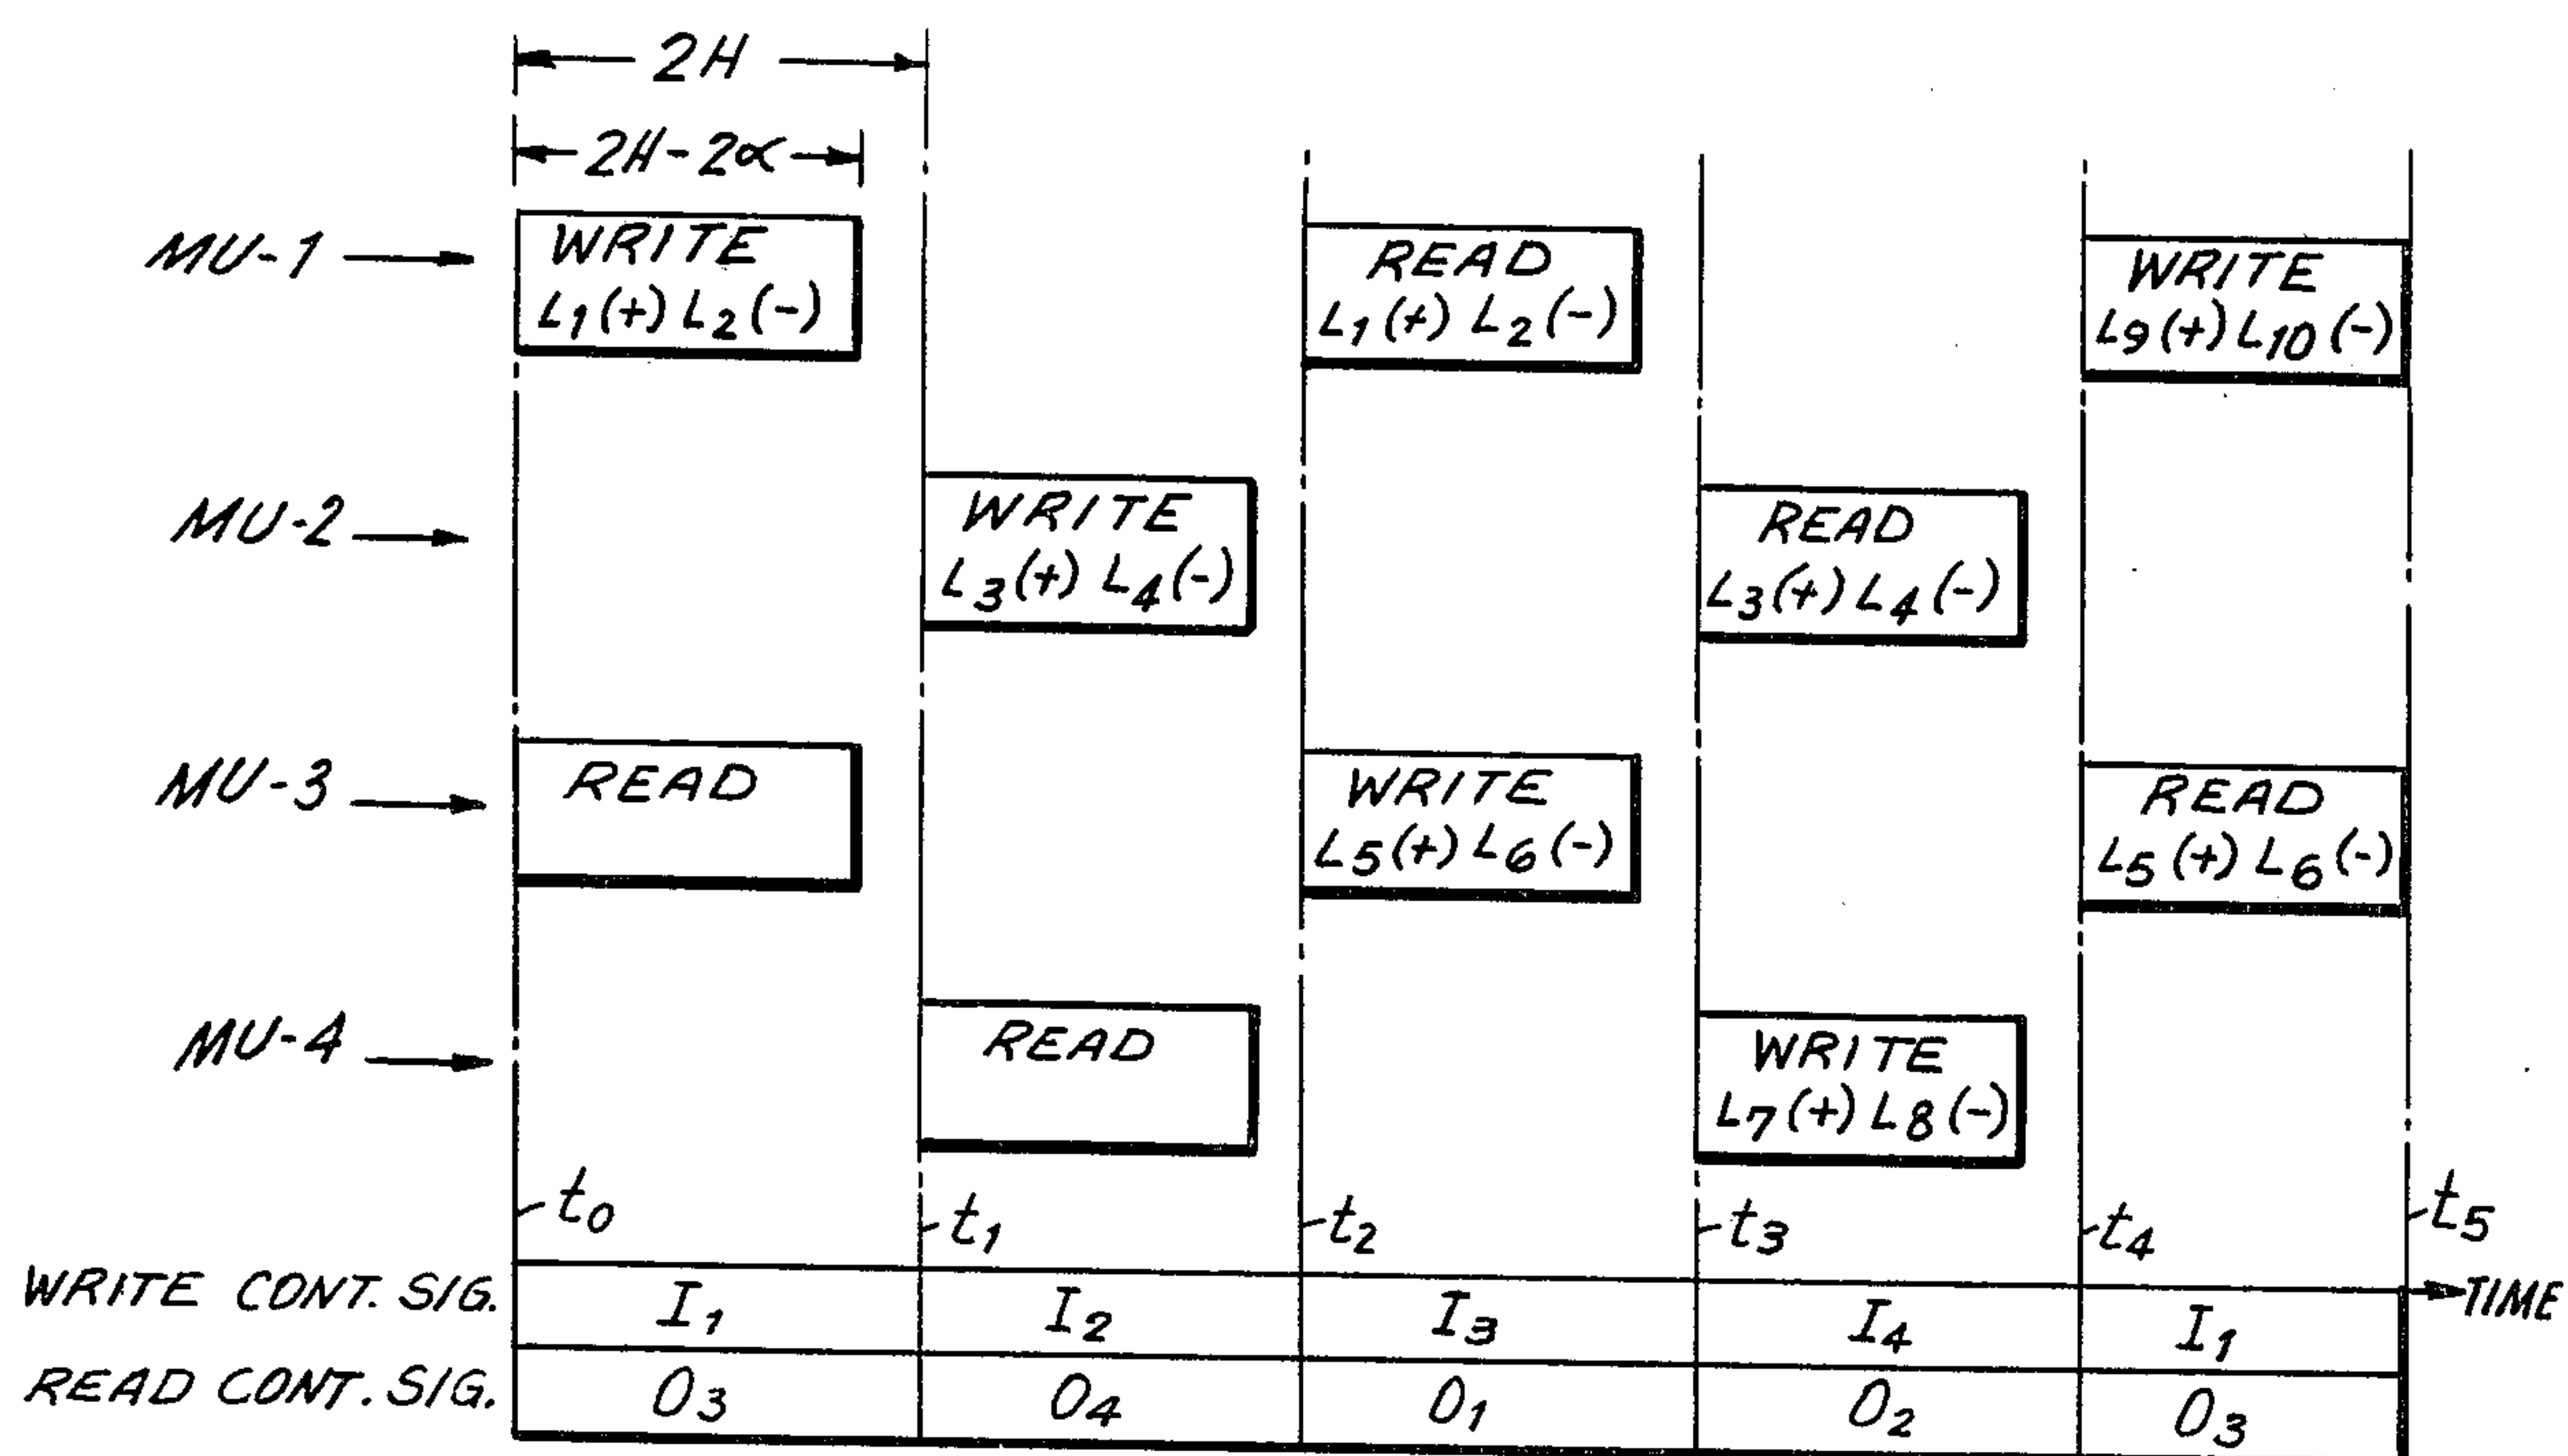 2H
2H-2α
MU-1
WRITE
L1(+) L2(-)
READ
L1(+) L2(-)
WRITE
L9(+) L10(-)
MU-2
WRITE
L3(+) L4(-)
READ
L3(+) L4(-)
MU-3
READ
WRITE
L5(+) L6(-)
READ
L5(+) L6(-)
MU-4
READ
WRITE
L7(+) L8(-)
t0 t1 t2 t3 t4 t5
TIME
WRITE CONT. SIG. I1 I2 I3 I4 I1
READ CONT. SIG. O3 O4 O1 O2 O3